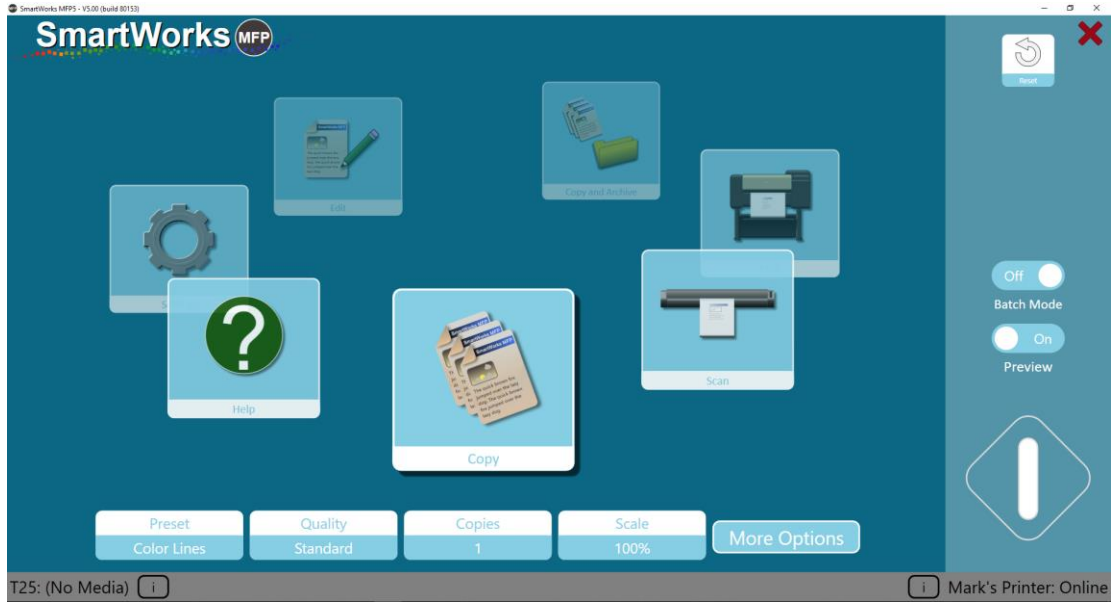 SmartWorks MFP5 - V5.00 (build 80153)
SmartWorks MFP
Reset
Edit
Copy and Archive
Help
Scan
Copy
Off
Batch Mode
On
Preview
Preset
Color Lines
Quality
Standard
Copies
1
Scale
100%
More Options
T25: (No Media) i
i Mark's Printer: Online